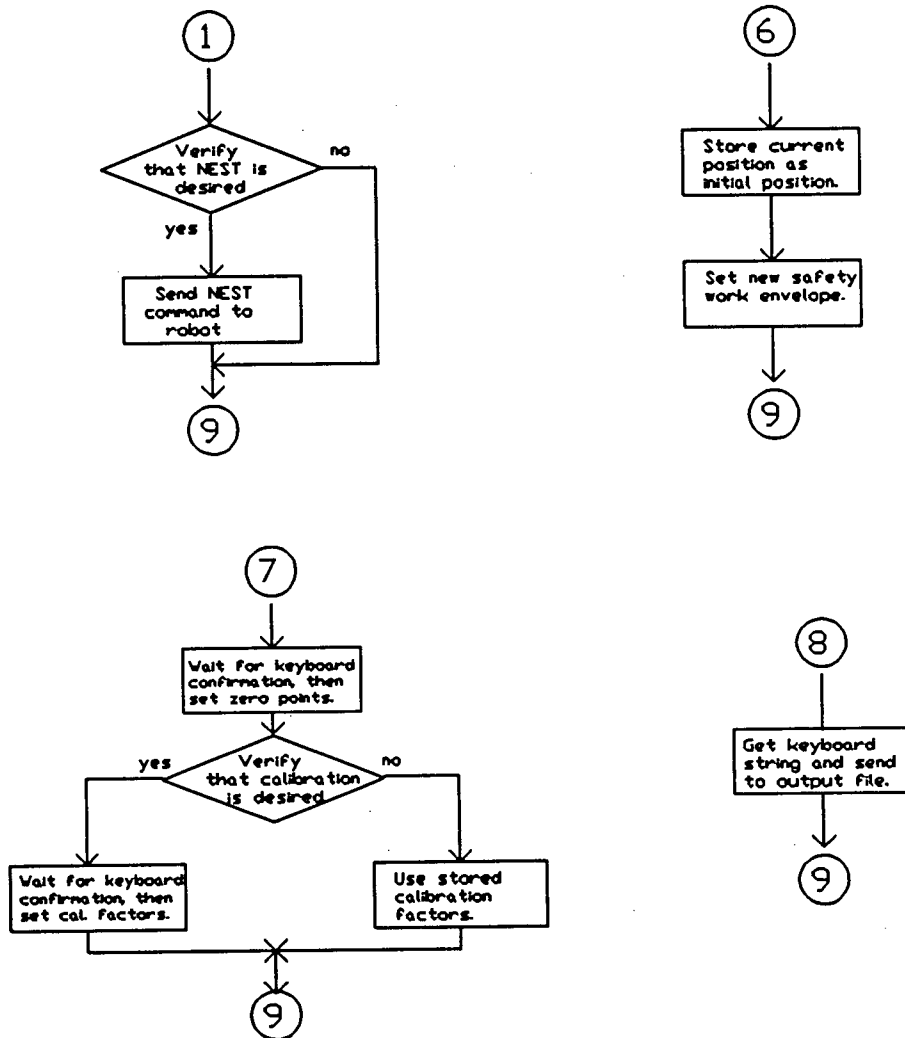 1
Verify
that NEST is
desired
no
yes
Send NEST
command to
robot
9
6
Store current
position as
initial position.
Set new safety
work envelope.
9
7
Wait for keyboard
confirmation, then
set zero points.
Verify
that calibration
is desired
yes
no
Wait for keyboard
confirmation, then
set cal. factors.
Use stored
calibration
factors.
9
8
Get keyboard
string and send
to output file.
9